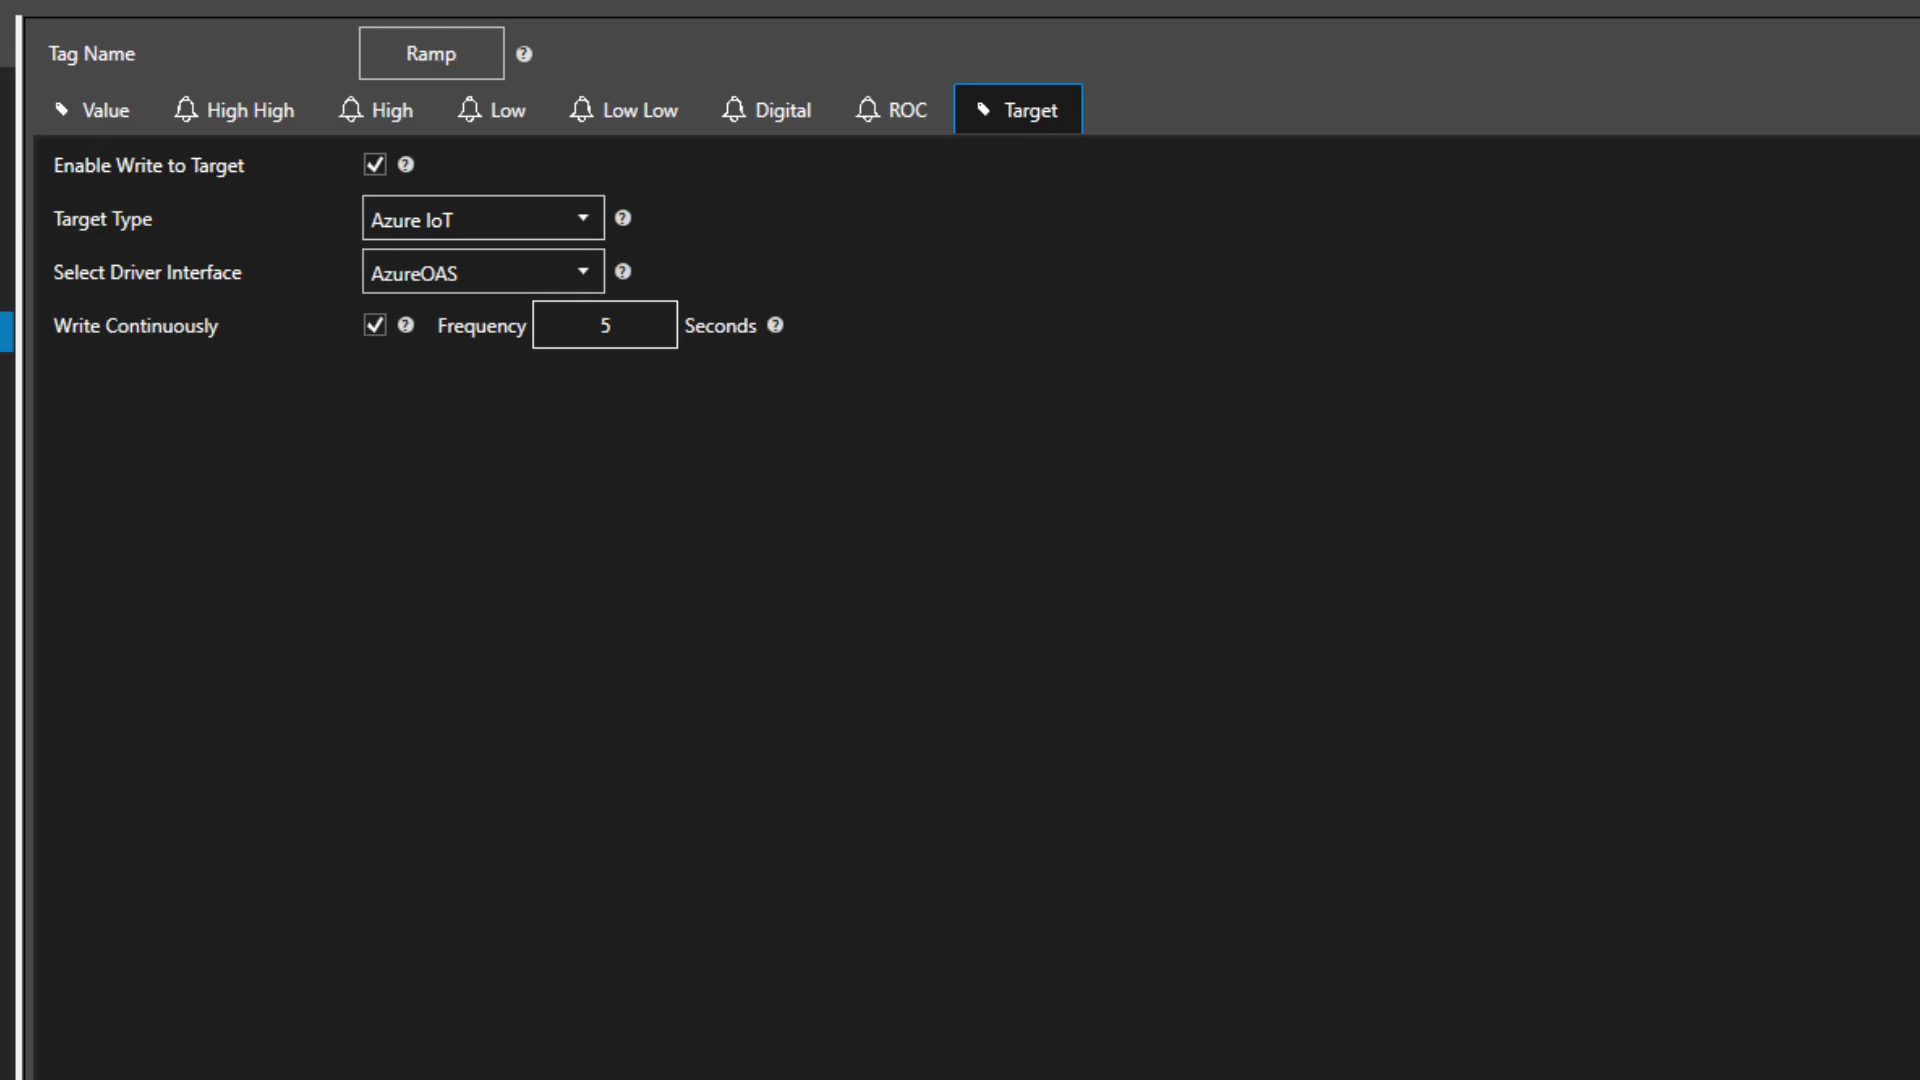 Tag Name Ramp
Value High High High Low Low Low Digital ROC Target
Enable Write to Target
Target Type Azure IoT
Select Driver Interface AzureOAS
Write Continuously Frequency 5 Seconds